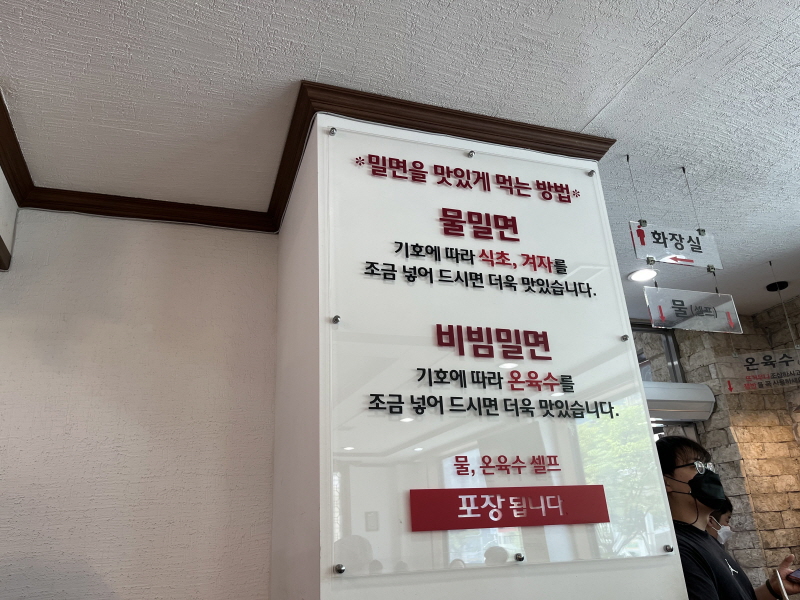 *밀면을 맛있게 먹는 방법*
물밀면
기호에 따라 식초, 겨자를
조금 넣어 드시면 더욱 맛있습니다.
비빔밀면
기호에 따라 온육수를
조금 넣어 드시면 더욱 맛있습니다.
물, 온육수 셀프
포장 됩니다
화장실
물(셀프)
온육수